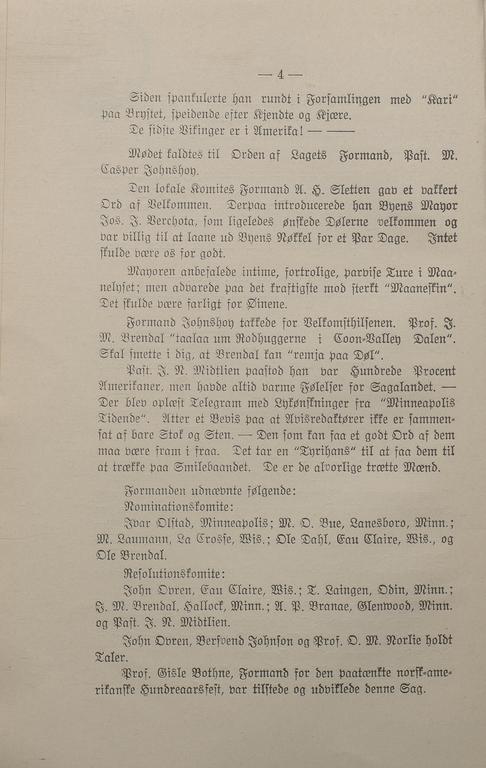 — 4 —
Siden spankulerte han rundt i Forsamlingen med "Kari"
paa Brystet, speidende efter Kjendte og Kjære.
De sidste Vikinger er i Amerika! — ——
Mødet kaldtes til Orden af Lagets Formand, Past. M.
Casper Johnshoy.
Den lokale Komites Formand A. H. Sletten gav et vakkert
Ord af Velkommen. Derpaa introducerede han Byens Mayor
Jos. J. Verchota, som ligeledes ønskede Dølerne velkommen og
var villig til at laane ud Byens Nøkkel for et Par Dage. Intet
skulde være os for godt.
Mayoren anbefalede intime, fortrolige, parvise Ture i Maa-
nelyset; men advarede paa det kraftigste mod sterkt "Maaneskin".
Det skulde være farligt for Øinene.
Formand Johnshoy takkede for Velkomsthilsenen. Prof. J.
M. Brendal "taalaa um Rodhuggerne i Coon-Valley Dalen".
Skal smette i dig, at Brendal kan "remja paa Døl".
Past. J. N. Midtlien paastod han var Hundrede Procent
Amerikaner, men havde altid varme Følelser for Sagalandet. —
Der blev oplæst Telegram med Lykønskninger fra "Minneapolis
Tidende". Atter et Bevis paa at Avisredaktører ikke er sammen-
sat af bare Stok og Sten. — Den som kan faa et godt Ord af dem
maa være fram i fraa. Det tar en "Tyrihans" til at faa dem til
at trække paa Smilebaandet. De er de alvorlige trætte Mænd.
Formanden udnævnte følgende:
Nominationskomite:
Ivar Olstad, Minneapolis; M. O. Bue, Lanesboro, Minn.;
M. Laumann, La Crosse, Wis.; Ole Dahl, Eau Claire, Wis., og
Ole Brendal.
Resolutionskomite:
John Ovren, Eau Claire, Wis.; T. Laingen, Odin, Minn.;
J. M. Brendal, Hallock, Minn.; A. P. Branae, Glenwood, Minn.
og Past. J. N. Midtlien.
John Ovren, Bersvend Johnson og Prof. O. M. Norlie holdt
Taler.
Prof. Gisle Bothne, Formand for den paatænkte norsk-ame-
rikanske Hundreaarsfest, var tilstede og udviklede denne Sag.